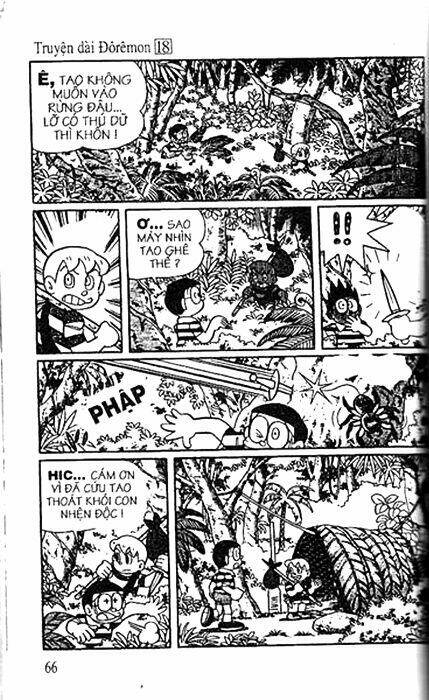 Truyện dài Đôrêmon 18
Ê, TAO KHÔNG
MUỐN VÀO
RỪNG ĐÂU...
LỠ CÓ THÚ DỮ
THÌ KHỐN !
Ơ... SAO
MÀY NHÌN
TAO GHÊ
THẾ ?
!!
PHẬP
HIC... CÁM ƠN
VÌ ĐÃ CỨU TAO
THOÁT KHỎI CON
NHỆN ĐỘC !
66